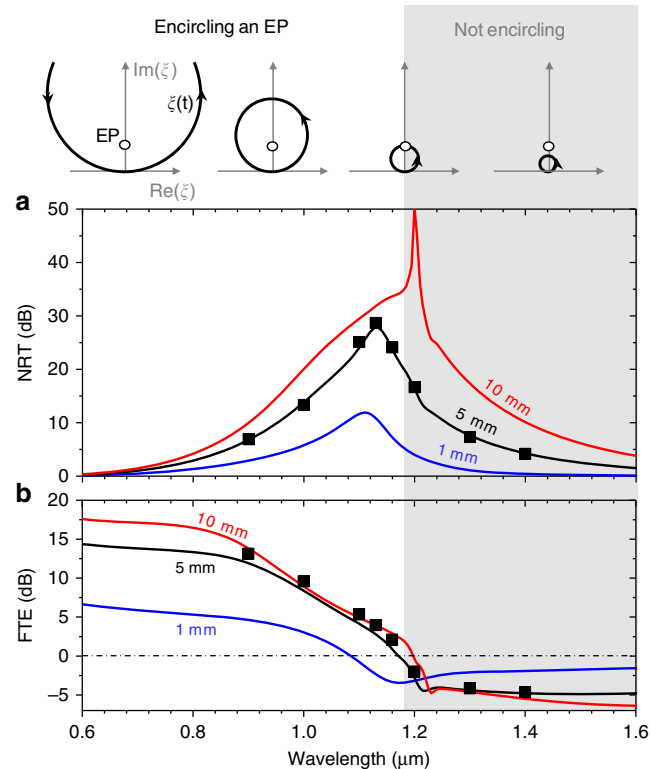 Encircling an EP
Not encircling
Im(ξ)
ξ(t)
EP
Re(ξ)
a
50
40
30
20
10
0
NRT (dB)
10 mm
5 mm
1 mm
b
20
15
10
5
0
−5
FTE (dB)
10 mm
5 mm
1 mm
0.6 0.8 1.0 1.2 1.4 1.6
Wavelength (μm)